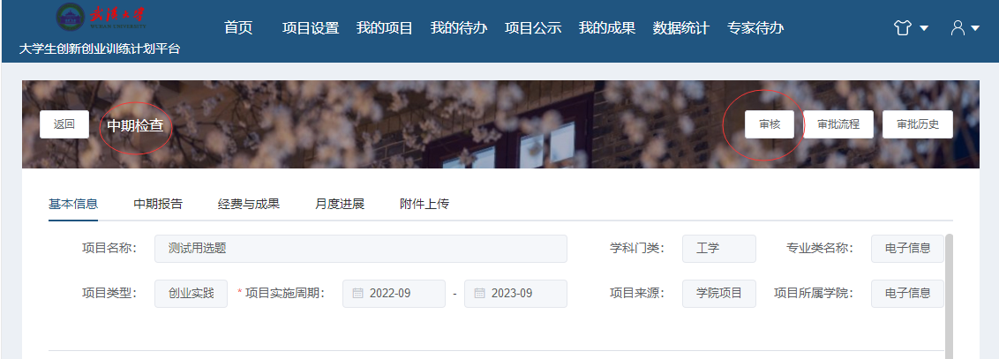 武汉大学
WUHAN UNIVERSITY
大学生创新创业训练计划平台
首页 项目设置 我的项目 我的待办 项目公示 我的成果 数据统计 专家待办
返回 中期检查 审核 审批流程 审批历史
基本信息 中期报告 经费与成果 月度进展 附件上传
项目名称： 测试用选题 学科门类： 工学 专业类名称： 电子信息
项目类型： 创业实践 * 项目实施周期： 2022-09 - 2023-09 项目来源： 学院项目 项目所属学院： 电子信息